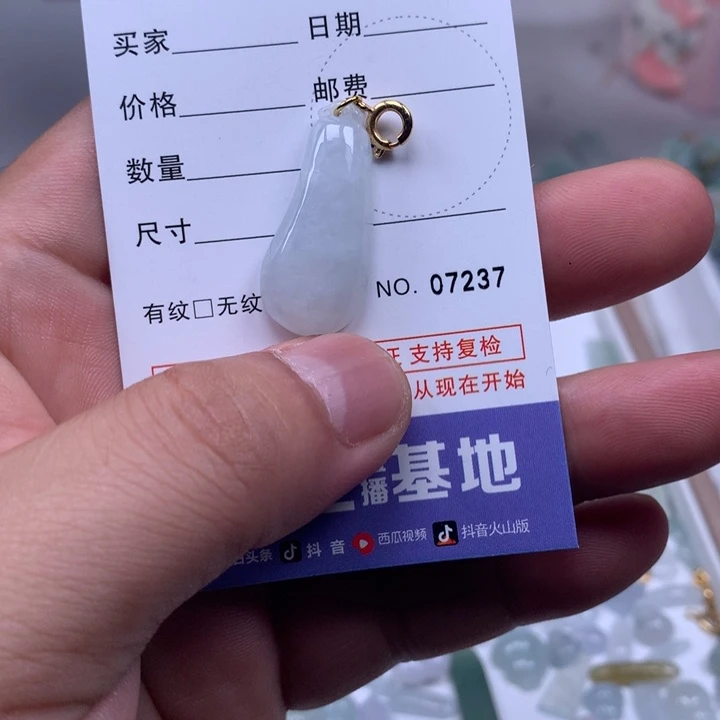 买家 日期
价格 邮费
数量
尺寸
有纹□无纹 NO. 07237
支持复检
从现在开始
播基地
头条 抖音 西瓜视频 抖音火山版